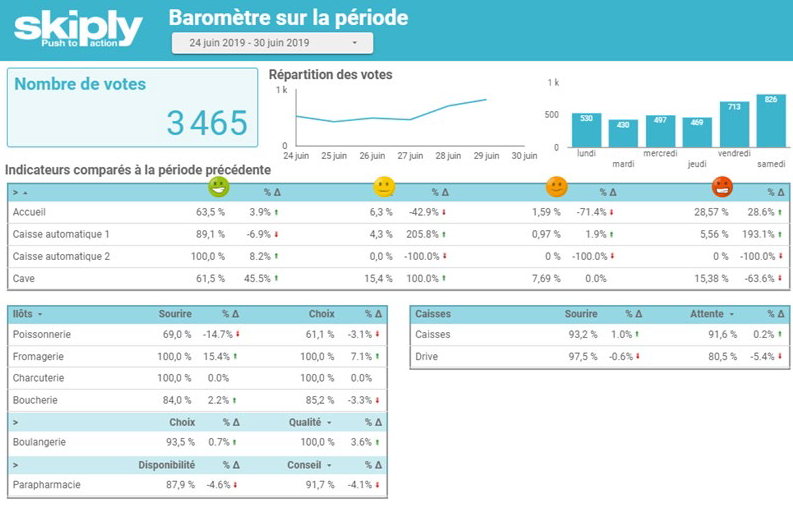 skiply
Push to action
Baromètre sur la période
24 juin 2019 - 30 juin 2019
Nombre de votes
3 465
Répartition des votes
1 k
0
24 juin 25 juin 26 juin 27 juin 28 juin 29 juin 30 juin
1 k
500
0
530 430 497 469 713 826
lundi mardi mercredi jeudi vendredi samedi
Indicateurs comparés à la période précédente
> % Δ % Δ % Δ % Δ
Accueil 63,5 % 3.9% 6,3 % -42.9% 1,59 % -71.4% 28,57 % 28.6%
Caisse automatique 1 89,1 % -6.9% 4,3 % 205.8% 0,97 % 1.9% 5,56 % 193.1%
Caisse automatique 2 100,0 % 8.2% 0,0 % -100.0% 0 % -100.0% 0 % -100.0%
Cave 61,5 % 45.5% 15,4 % 100.0% 7,69 % 0.0% 15,38 % -63.6%
Ilôts Sourire % Δ Choix % Δ
Poissonnerie 69,0 % -14.7% 61,1 % -3.1%
Fromagerie 100,0 % 15.4% 100,0 % 7.1%
Charcuterie 100,0 % 0.0% 100,0 % 0.0%
Boucherie 84,0 % 2.2% 85,2 % -3.3%
> Choix % Δ Qualité % Δ
Boulangerie 93,5 % 0.7% 100,0 % 3.6%
> Disponibilité % Δ Conseil % Δ
Parapharmacie 87,9 % -4.6% 91,7 % -4.1%
Caisses Sourire % Δ Attente % Δ
Caisses 93,2 % 1.0% 91,6 % 0.2%
Drive 97,5 % -0.6% 80,5 % -5.4%